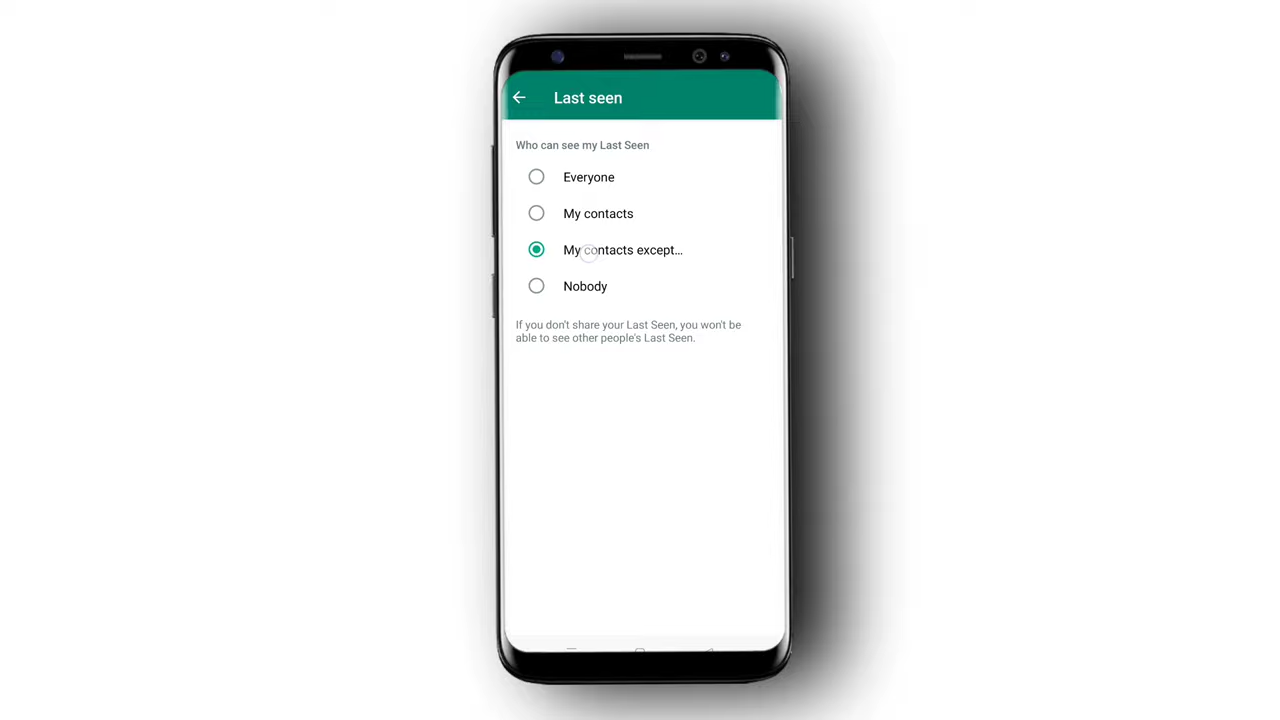 Last seen
Who can see my Last Seen
Everyone
My contacts
My contacts except...
Nobody
If you don't share your Last Seen, you won't be
able to see other people's Last Seen.